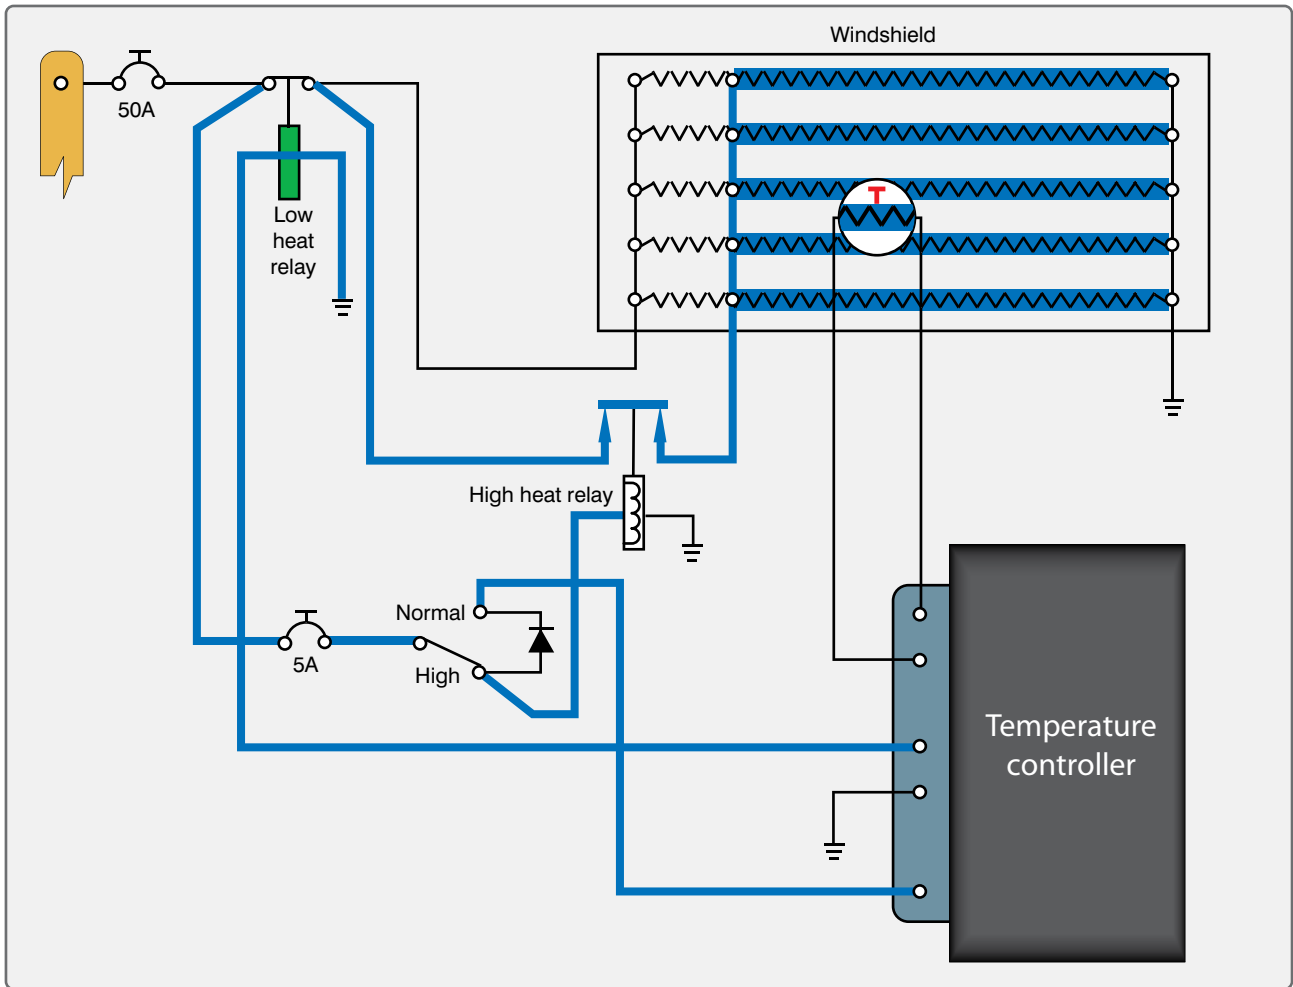 Windshield
50A
T
Low
heat
relay
High heat relay
Normal
5A
High
Temperature
controller